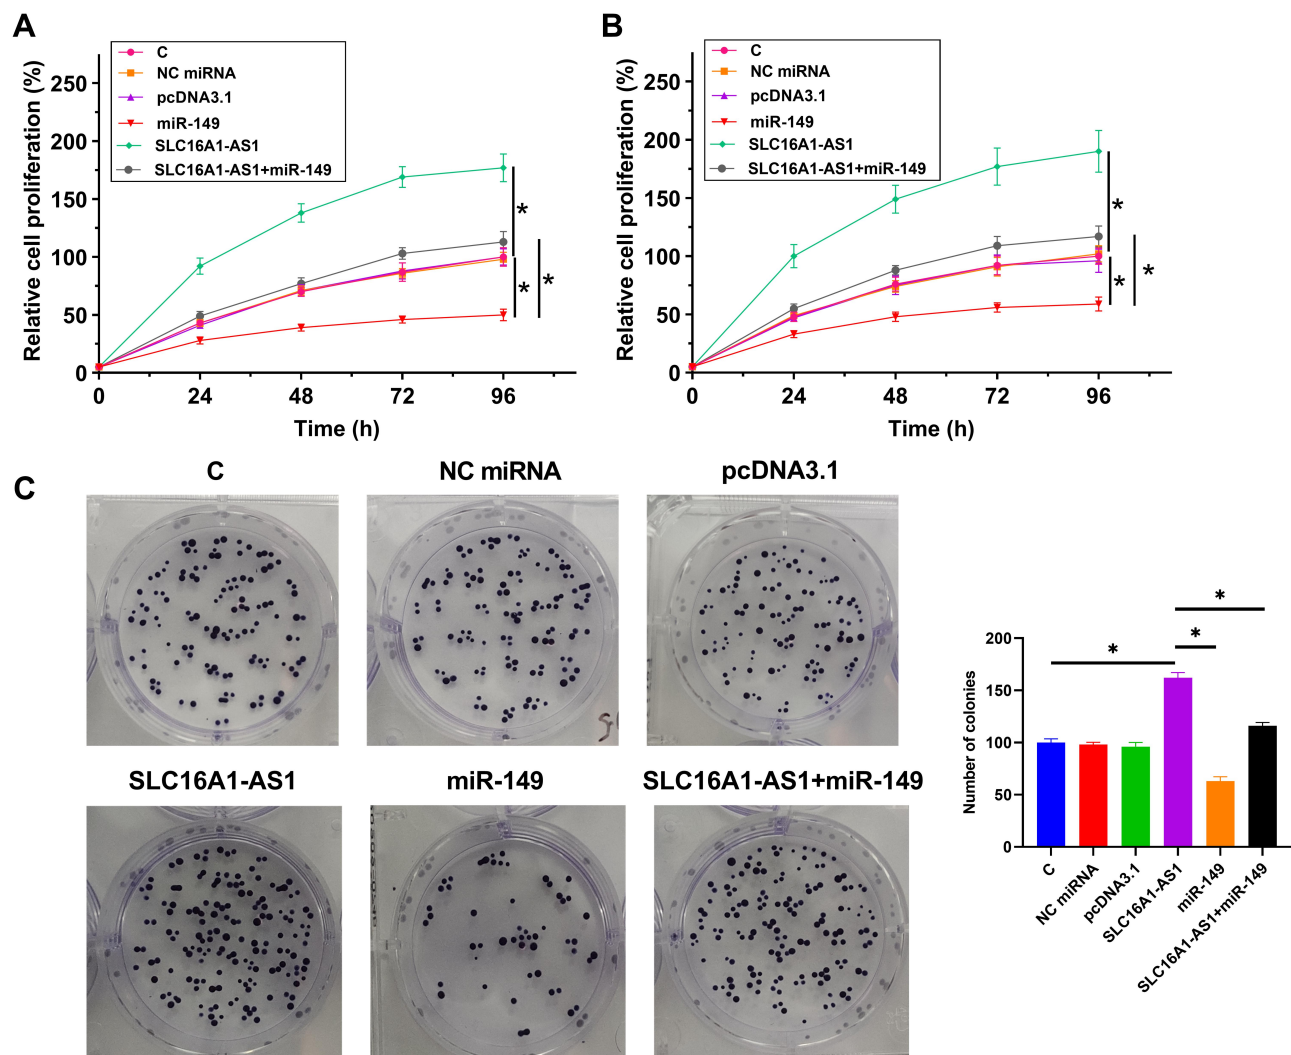 A
C
NC miRNA
pcDNA3.1
miR-149
SLC16A1-AS1
SLC16A1-AS1+miR-149
Relative cell proliferation (%)
250
200
150
100
50
0
*
*
*
0 24 48 72 96
Time (h)
B
C
NC miRNA
pcDNA3.1
miR-149
SLC16A1-AS1
SLC16A1-AS1+miR-149
Relative cell proliferation (%)
250
200
150
100
50
0
*
*
*
0 24 48 72 96
Time (h)
C
C NC miRNA pcDNA3.1
SLC16A1-AS1 miR-149 SLC16A1-AS1+miR-149
Number of colonies
200
150
100
50
0
*
*
*
C
NC miRNA
pcDNA3.1
SLC16A1-AS1
miR-149
SLC16A1-AS1+miR-149